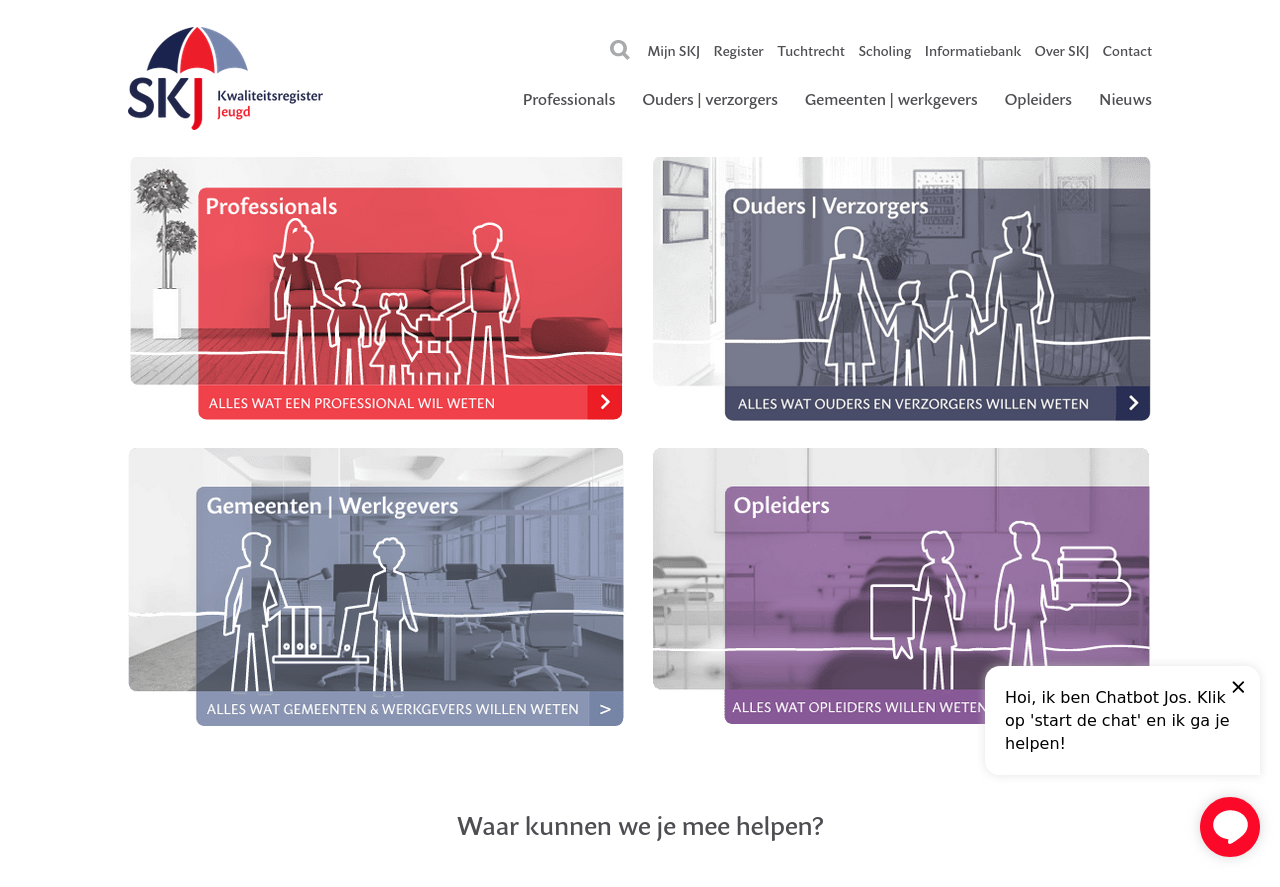 SKJ Kwaliteitsregister
Jeugd
Mijn SKJ Register Tuchtrecht Scholing Informatiebank Over SKJ Contact
Professionals Ouders | verzorgers Gemeenten | werkgevers Opleiders Nieuws
Professionals
ALLES WAT EEN PROFESSIONAL WIL WETEN
Ouders | Verzorgers
ALLES WAT OUDERS EN VERZORGERS WILLEN WETEN
Gemeenten | Werkgevers
ALLES WAT GEMEENTEN & WERKGEVERS WILLEN WETEN >
Opleiders
ALLES WAT OPLEIDERS WILLEN WETEN
Hoi, ik ben Chatbot Jos. Klik
op 'start de chat' en ik ga je
helpen!
Waar kunnen we je mee helpen?